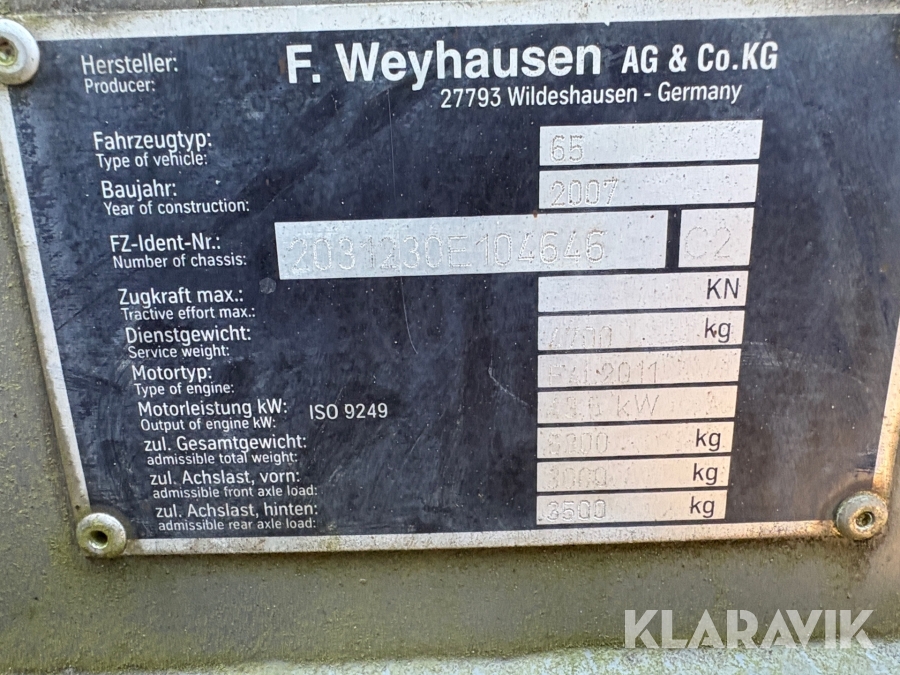 Hersteller: F. Weyhausen AG & Co.KG
Producer: 27793 Wildeshausen - Germany
Fahrzeugtyp: 65
Type of vehicle:
Baujahr: 2007
Year of construction:
FZ-Ident-Nr.: 2031230E104646 C2
Number of chassis:
Zugkraft max.: KN
Tractive effort max.:
Dienstgewicht: kg
Service weight:
Motortyp: 2011
Type of engine:
Motorleistung kW: ISO 9249 kW
Output of engine kW:
zul. Gesamtgewicht: kg
admissible total weight:
zul. Achslast, vorn: kg
admissible front axle load:
zul. Achslast, hinten: 3500 kg
admissible rear axle load:
KLARAVIK